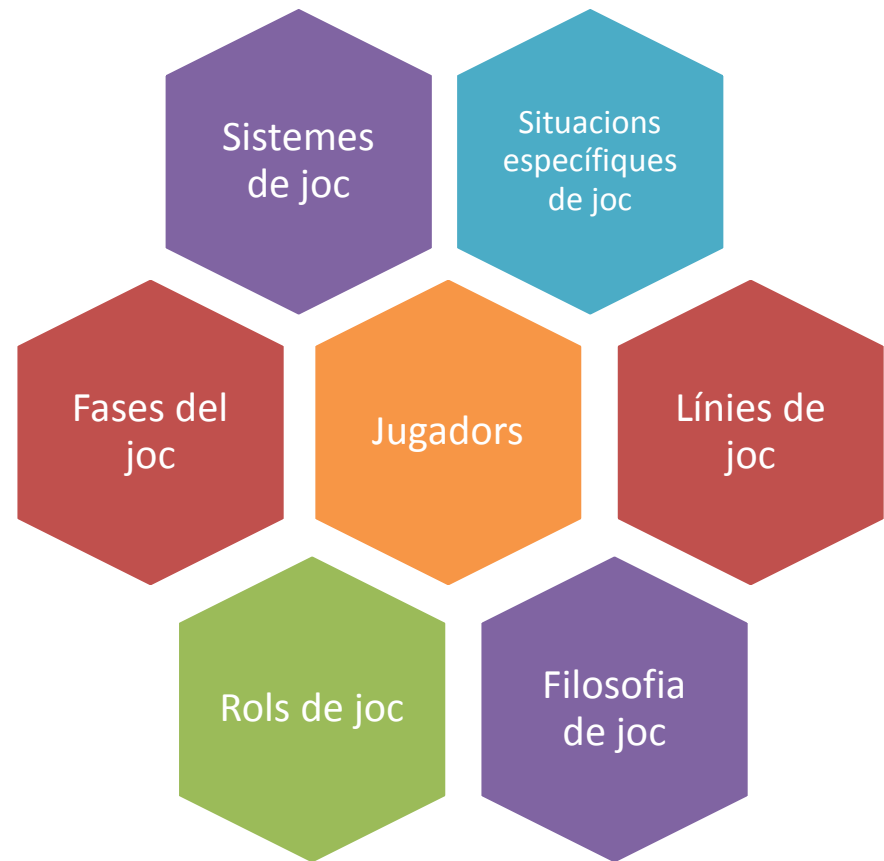 Sistemes
de joc
Situacions
específiques
de joc
Fases del
joc
Jugadors
Línies de
joc
Rols de joc
Filosofia
de joc